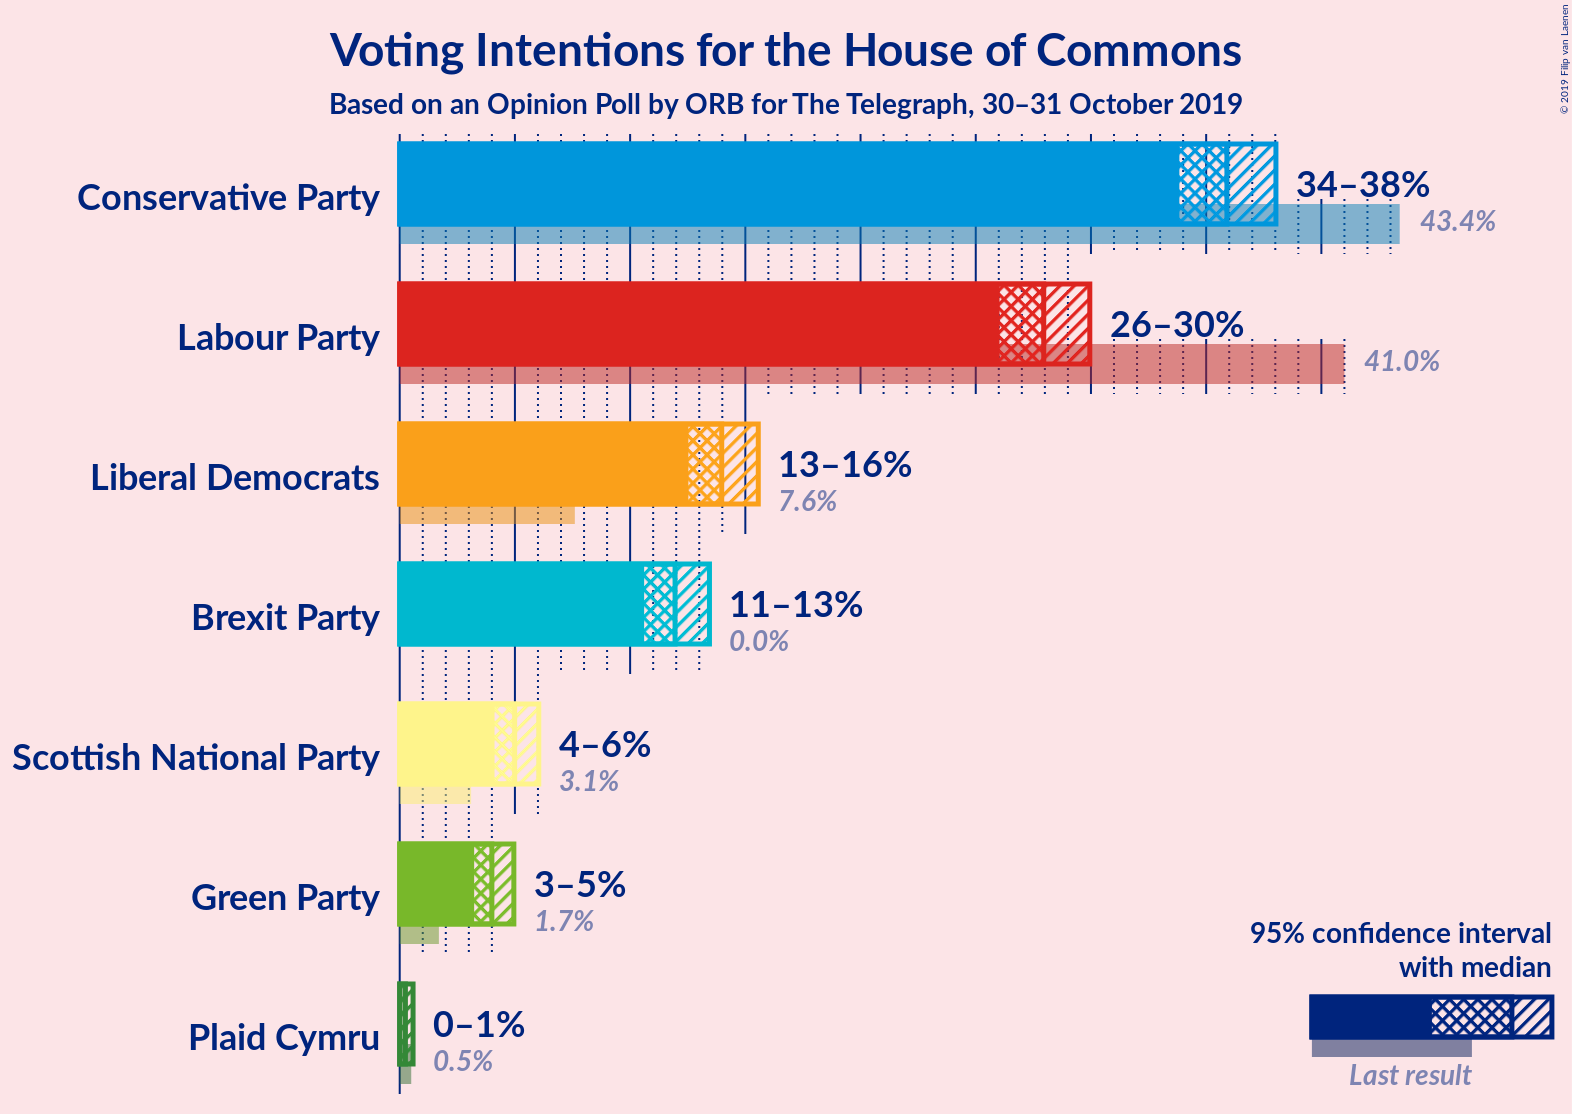 Voting Intentions for the House of Commons
Based on an Opinion Poll by ORB for The Telegraph, 30–31 October 2019
© 2019 Filip van Laenen
Conservative Party
34–38%
43.4%
Labour Party
26–30%
41.0%
Liberal Democrats
13–16%
7.6%
Brexit Party
11–13%
0.0%
Scottish National Party
4–6%
3.1%
Green Party
3–5%
1.7%
Plaid Cymru
0–1%
0.5%
95% confidence interval
with median
Last result